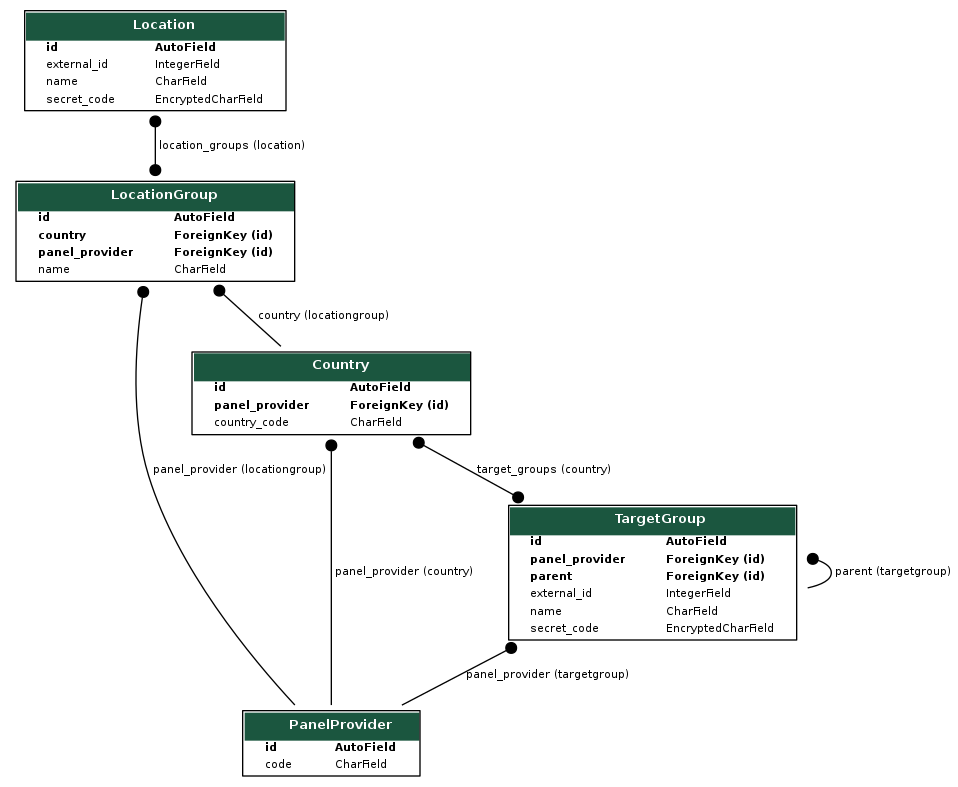 Location
id AutoField
external_id IntegerField
name CharField
secret_code EncryptedCharField
location_groups (location)
LocationGroup
id AutoField
country ForeignKey (id)
panel_provider ForeignKey (id)
name CharField
country (locationgroup)
Country
id AutoField
panel_provider ForeignKey (id)
country_code CharField
panel_provider (locationgroup)
target_groups (country)
TargetGroup
id AutoField
panel_provider ForeignKey (id)
parent ForeignKey (id)
external_id IntegerField
name CharField
secret_code EncryptedCharField
parent (targetgroup)
panel_provider (country)
panel_provider (targetgroup)
PanelProvider
id AutoField
code CharField